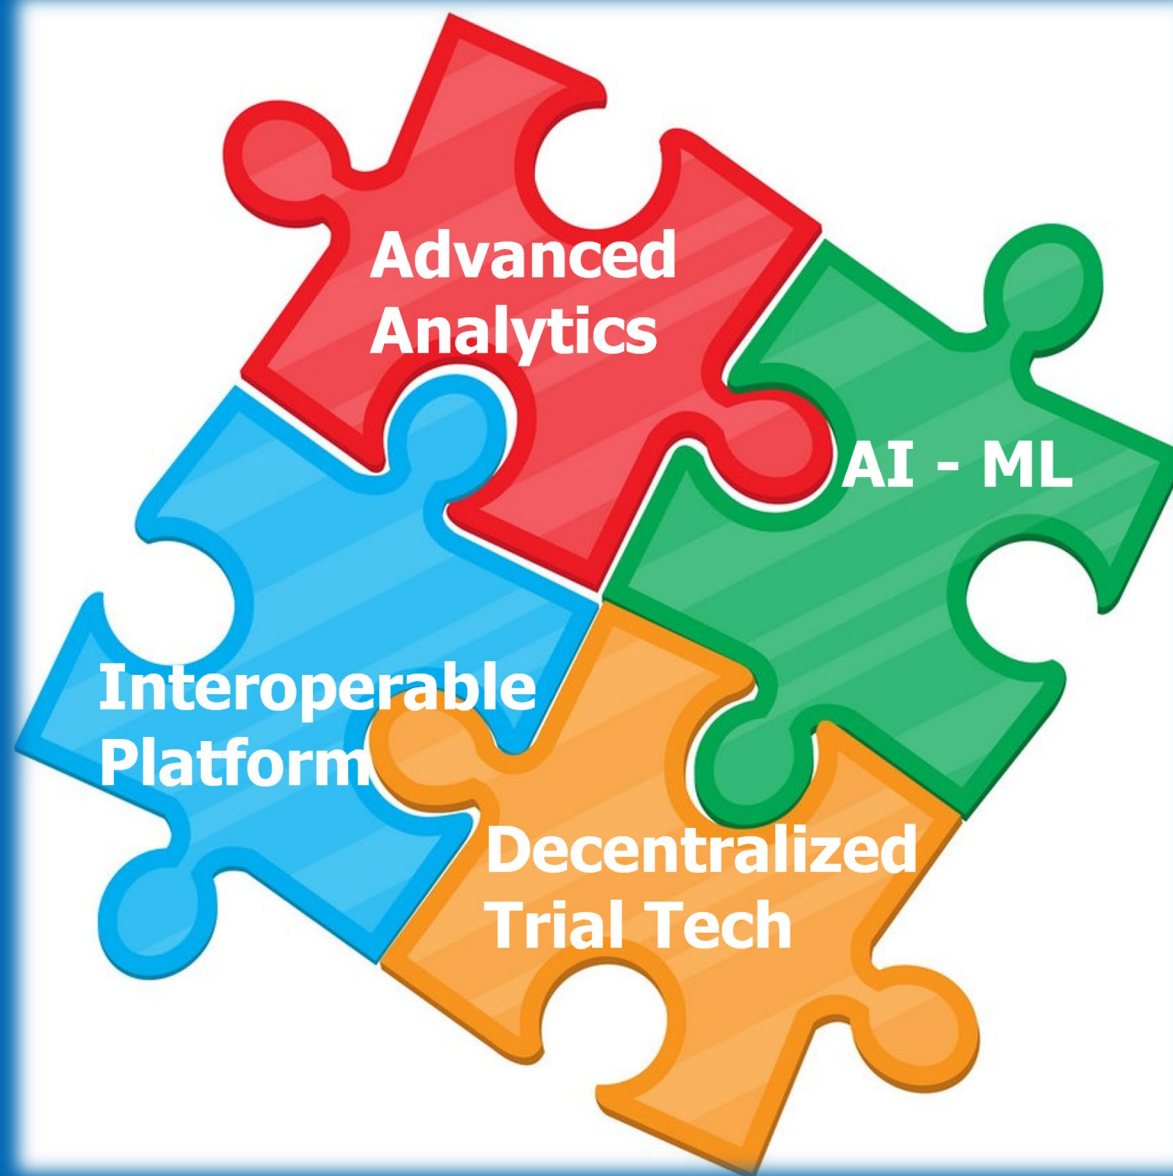 Advanced
Analytics
AI - ML
Interoperable
Platform
Decentralized
Trial Tech